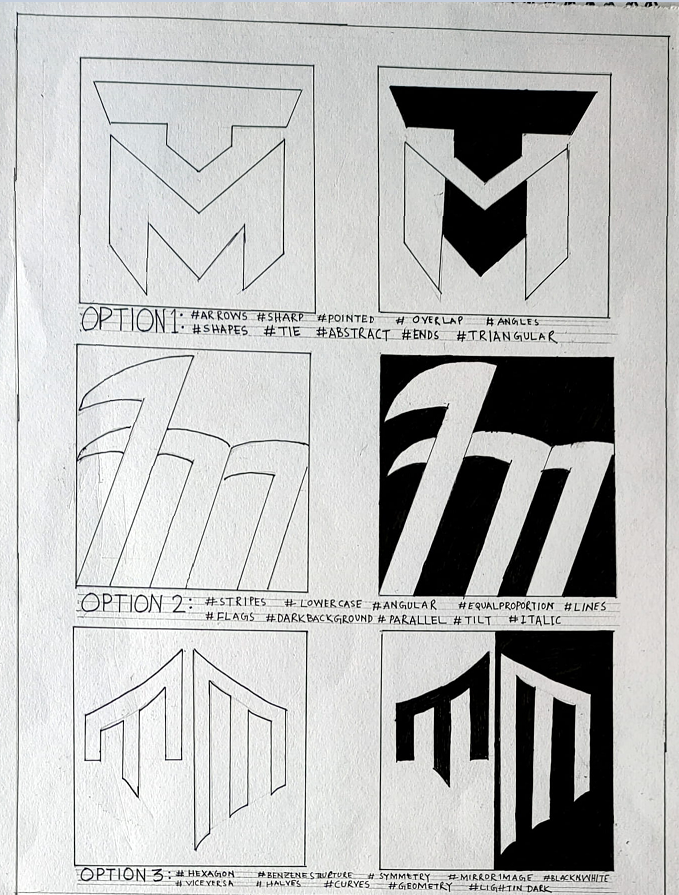 OPTION 1: #ARROWS #SHARP #POINTED # OVERLAP # ANGLES
#SHAPES #TIE #ABSTRACT #ENDS #TRIANGULAR
OPTION 2: #STRIPES # LOWERCASE #ANGULAR #EQUALPROPORTION #LINES
#FLAGS #DARKBACKGROUND # PARALLEL # TILT #ITALIC
OPTION 3: # HEXAGON # SYMMETRY #MIRRORIMAGE #BLACKNWHITE
# VICEVERSA # HALVES #CURVES #GEOMETRY #LIGHTINDARK